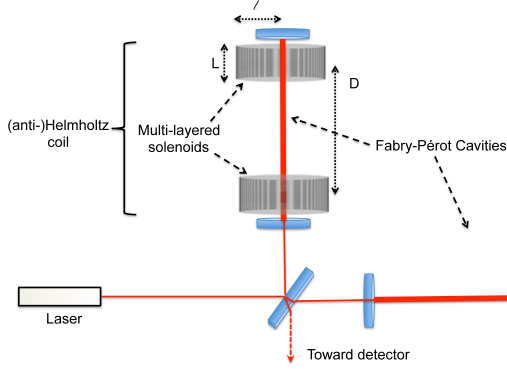 L
D
(anti-)Helmholtz
coil
Multi-layered
solenoids
Fabry-Pérot Cavities
Laser
Toward detector